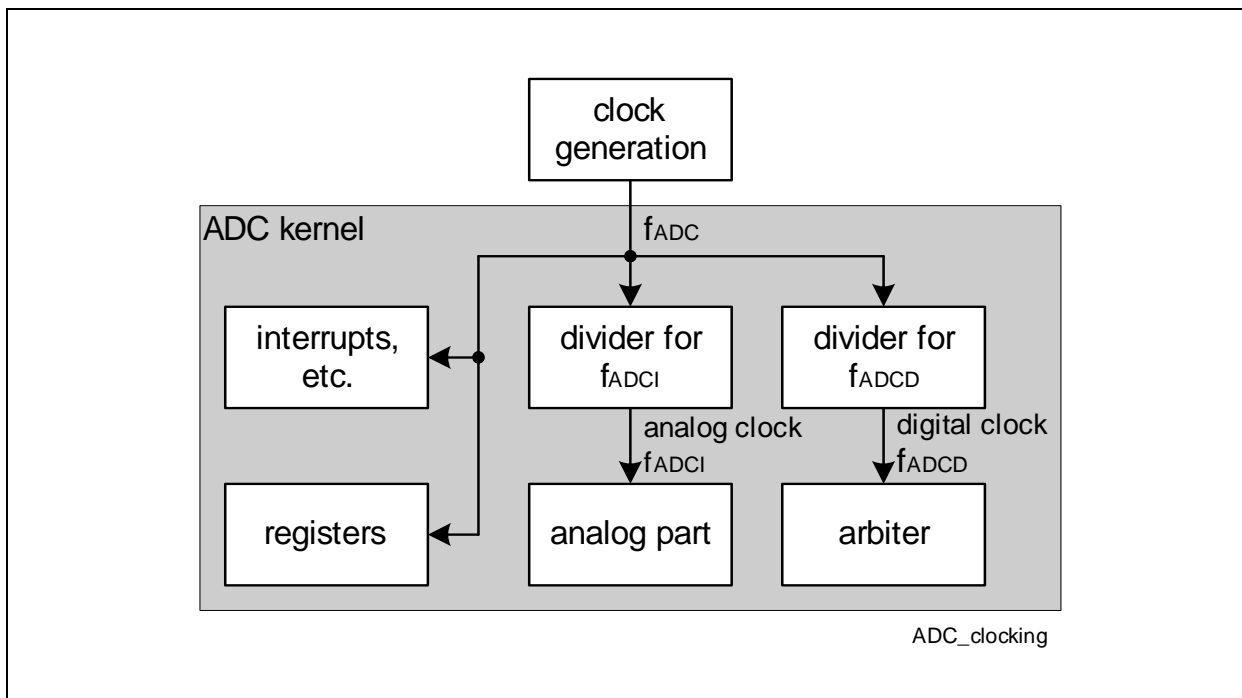 clock
generation
ADC kernel
fADC
interrupts,
etc.
divider for
fADCI
divider for
fADCD
analog clock
fADCI
digital clock
fADCD
registers
analog part
arbiter
ADC_clocking